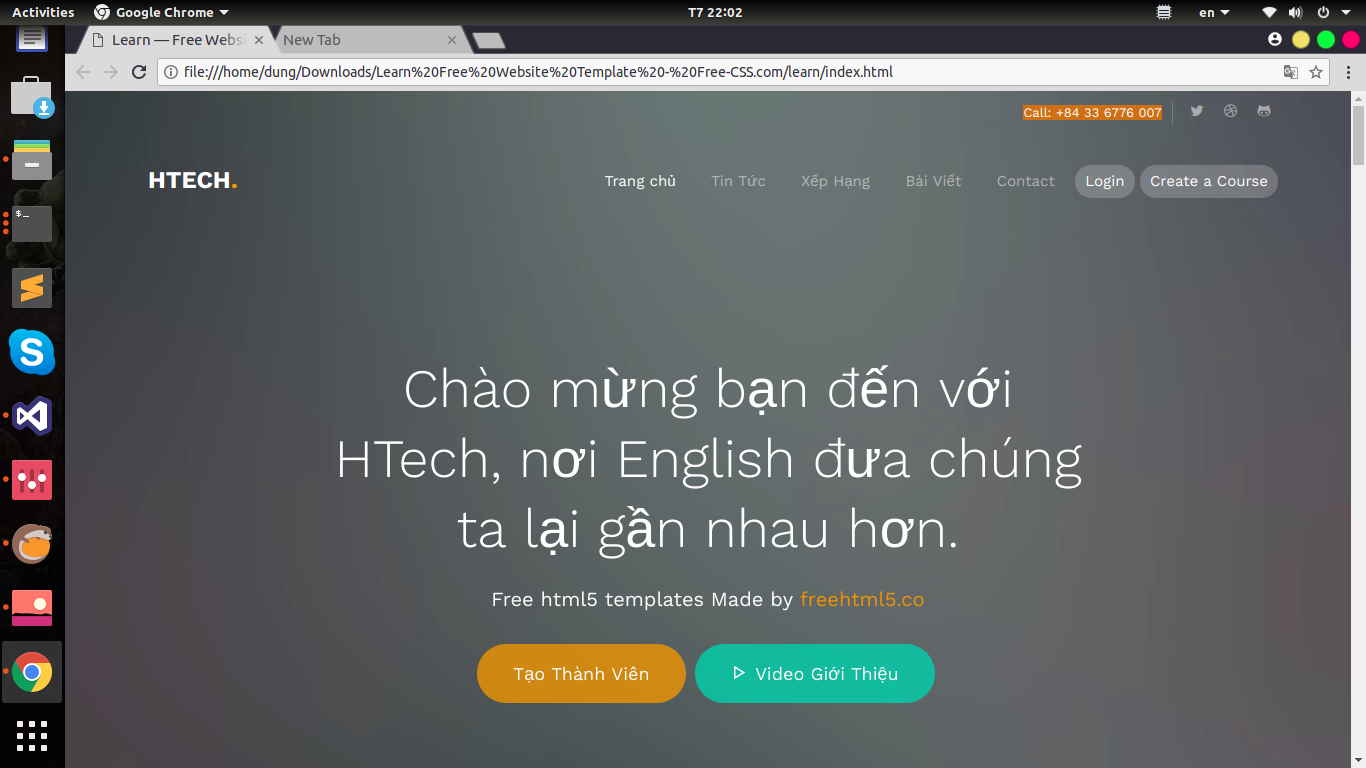 Activities Google Chrome T7 22:02 en
Learn — Free Websi New Tab
file:///home/dung/Downloads/Learn%20Free%20Website%20Template%20-%20Free-CSS.com/learn/index.html
Call: +84 33 6776 007
HTECH. Trang chủ Tin Tức Xếp Hạng Bài Viết Contact Login Create a Course
Chào mừng bạn đến với
HTech, nơi English đưa chúng
ta lại gần nhau hơn.
Free html5 templates Made by freehtml5.co
Tạo Thành Viên Video Giới Thiệu